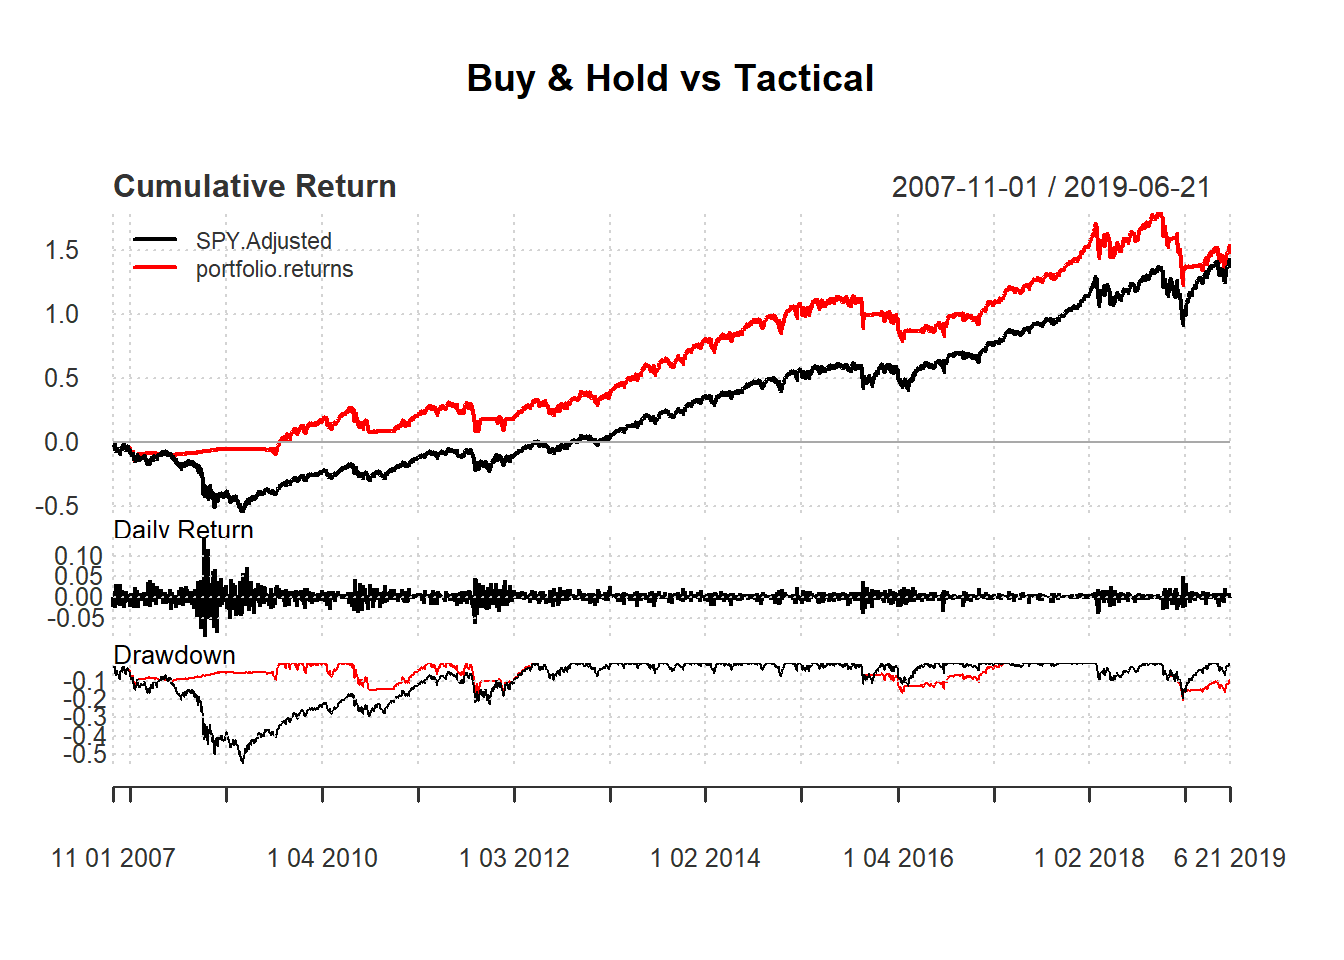 Buy & Hold vs Tactical
Cumulative Return 2007-11-01 / 2019-06-21
SPY.Adjusted
portfolio.returns
1.5
1.0
0.5
0.0
-0.5
Daily Return
0.10
0.05
0.00
-0.05
Drawdown
-0.1
-0.2
-0.3
-0.4
-0.5
11 01 2007 1 04 2010 1 03 2012 1 02 2014 1 04 2016 1 02 2018 6 21 2019